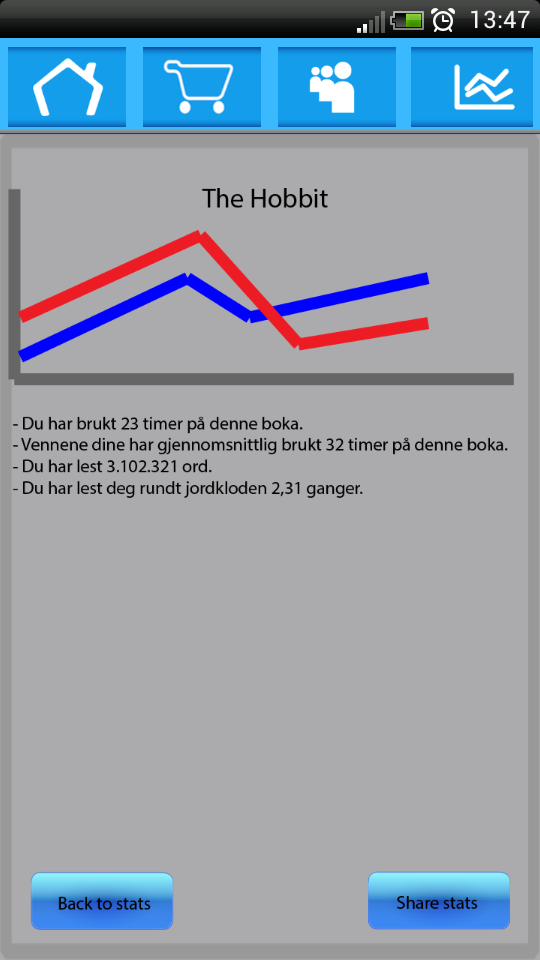 13:47
The Hobbit
- Du har brukt 23 timer på denne boka.
- Vennene dine har gjennomsnittlig brukt 32 timer på denne boka.
- Du har lest 3.102.321 ord.
- Du har lest deg rundt jordkloden 2,31 ganger.
Back to stats
Share stats